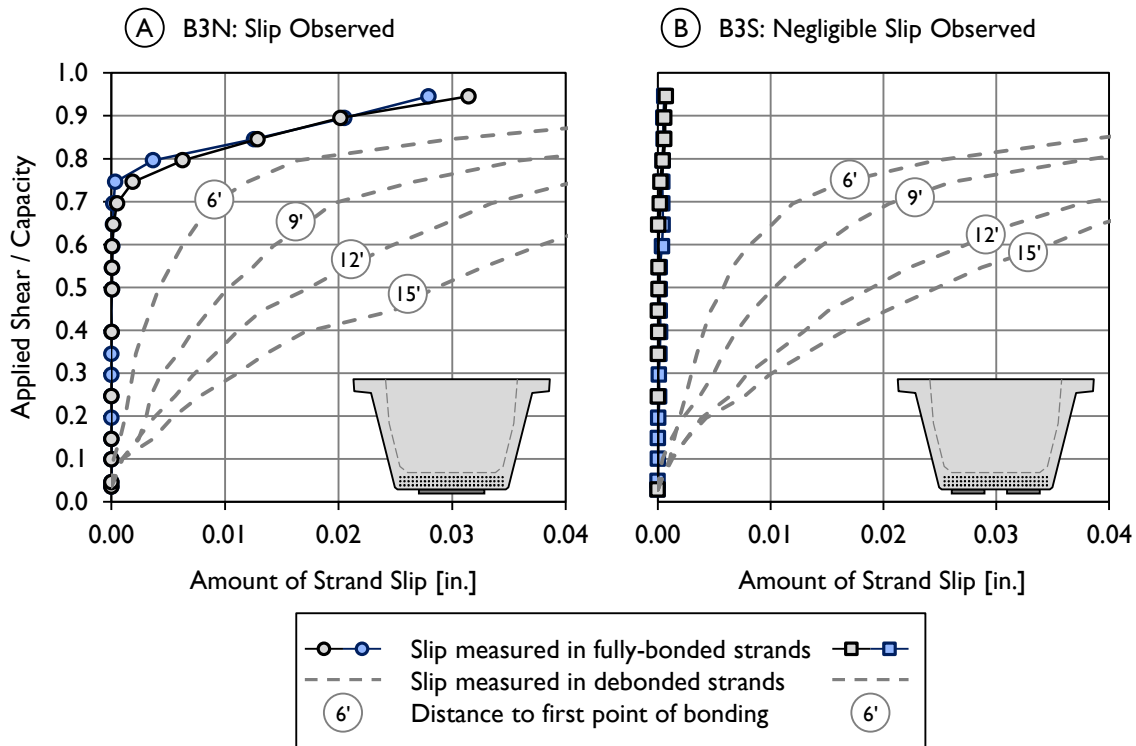 A B3N: Slip Observed
B B3S: Negligible Slip Observed
Applied Shear / Capacity
1.0
0.9
0.8
0.7
0.6
0.5
0.4
0.3
0.2
0.1
0.0
6'
9'
12'
15'
0.00 0.01 0.02 0.03 0.04
Amount of Strand Slip [in.]
6'
9'
12'
15'
0.00 0.01 0.02 0.03 0.04
Amount of Strand Slip [in.]
Slip measured in fully-bonded strands
Slip measured in debonded strands
6' Distance to first point of bonding 6'